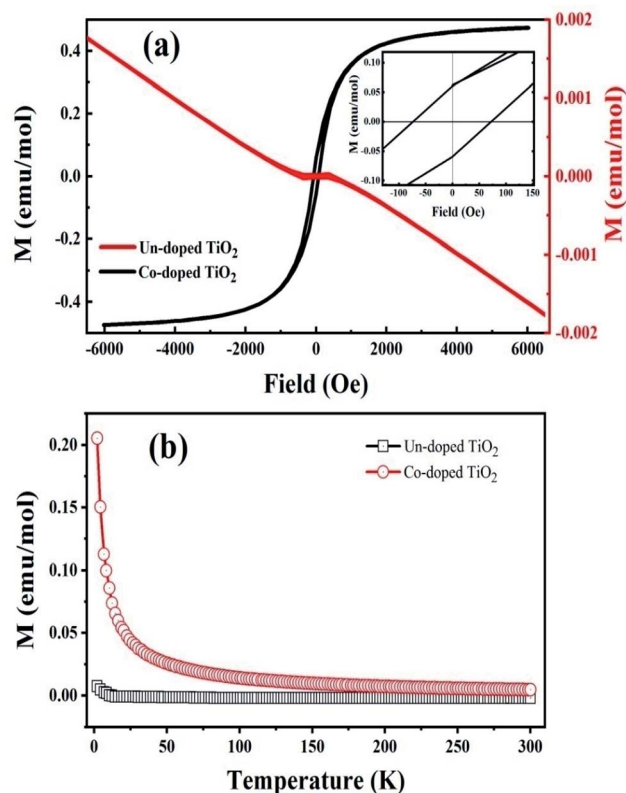 (a)
M (emu/mol)
0.4
0.2
0.0
-0.2
-0.4
-6000 -4000 -2000 0 2000 4000 6000
Field (Oe)
Un-doped TiO2
Co-doped TiO2
0.002
0.001
0.000
-0.001
-0.002
M (emu/mol)
M (emu/mol)
0.10
0.05
0.00
-0.05
-0.10
-100 -50 0 50 100 150
Field (Oe)
(b)
M (emu/mol)
0.20
0.15
0.10
0.05
0.00
0 50 100 150 200 250 300
Temperature (K)
Un-doped TiO2
Co-doped TiO2